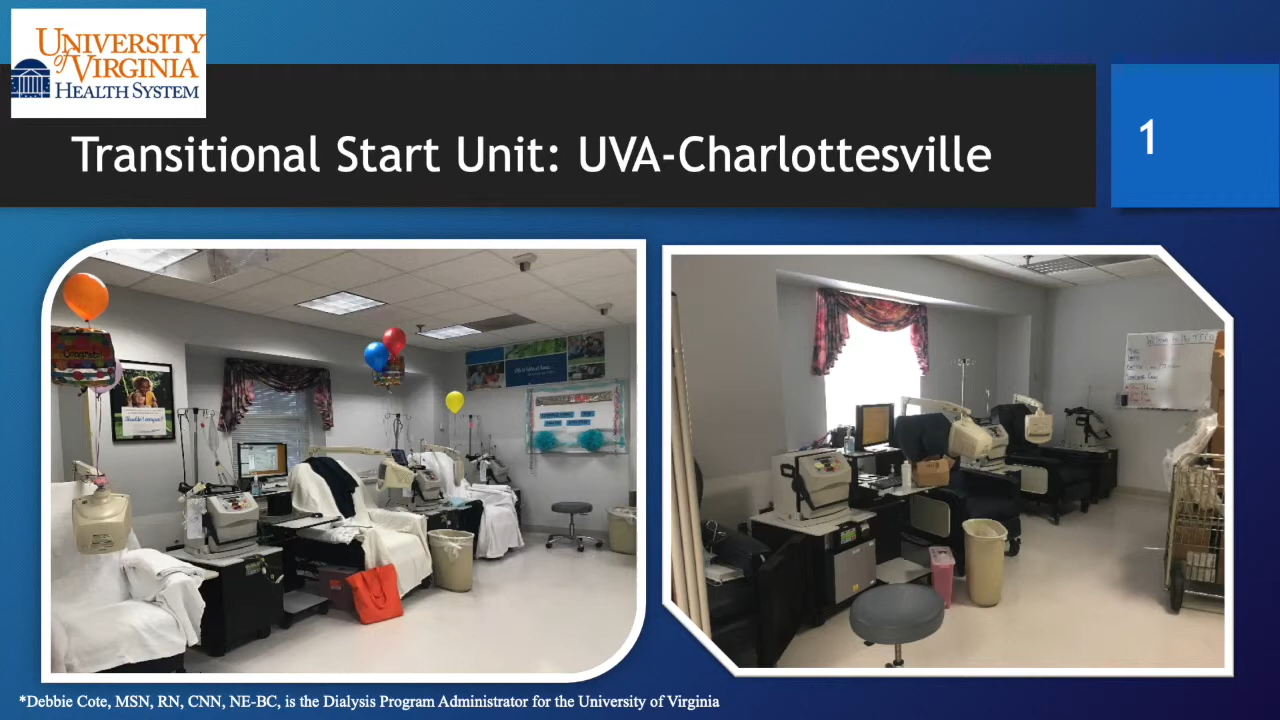 UNIVERSITY
of VIRGINIA
HEALTH SYSTEM
Transitional Start Unit: UVA-Charlottesville
1
*Debbie Cote, MSN, RN, CNN, NE-BC, is the Dialysis Program Administrator for the University of Virginia